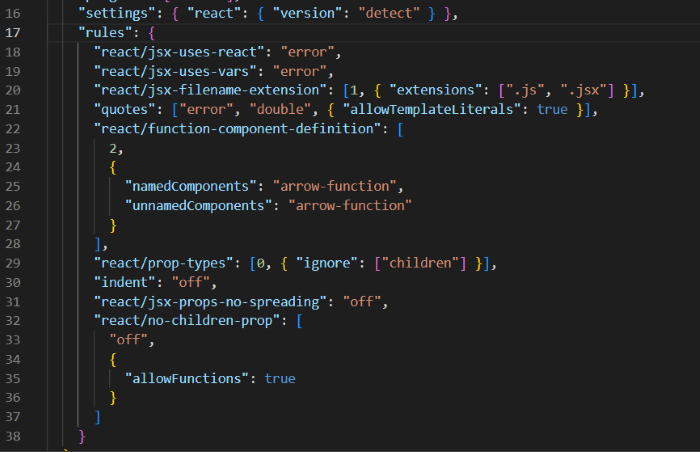 16 "settings": { "react": { "version": "detect" } },
17 "rules": {
18 "react/jsx-uses-react": "error",
19 "react/jsx-uses-vars": "error",
20 "react/jsx-filename-extension": [1, { "extensions": [".js", ".jsx"] }],
21 "quotes": ["error", "double", { "allowTemplateLiterals": true }],
22 "react/function-component-definition": [
23 2,
24 {
25 "namedComponents": "arrow-function",
26 "unnamedComponents": "arrow-function"
27 }
28 ],
29 "react/prop-types": [0, { "ignore": ["children"] }],
30 "indent": "off",
31 "react/jsx-props-no-spreading": "off",
32 "react/no-children-prop": [
33 "off",
34 {
35 "allowFunctions": true
36 }
37 ]
38 }